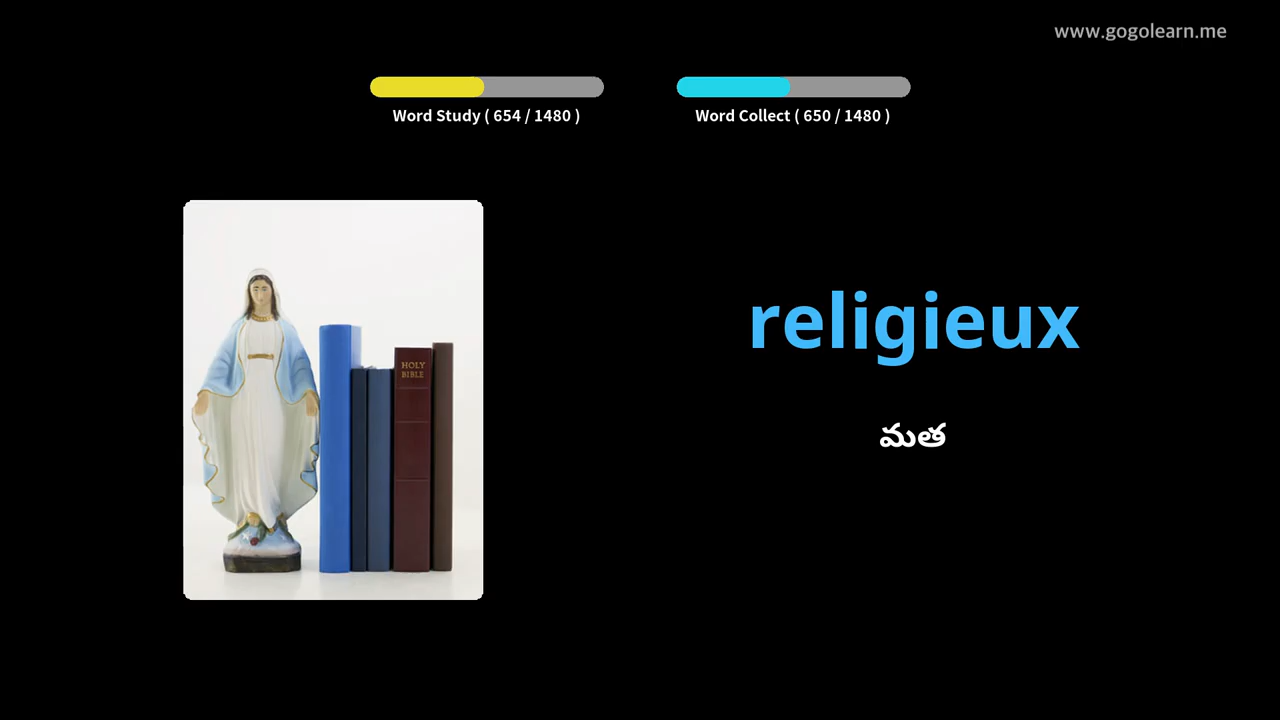 www.gogolearn.me
Word Study ( 654 / 1480 )
Word Collect ( 650 / 1480 )
HOLY
BIBLE
religieux
మత